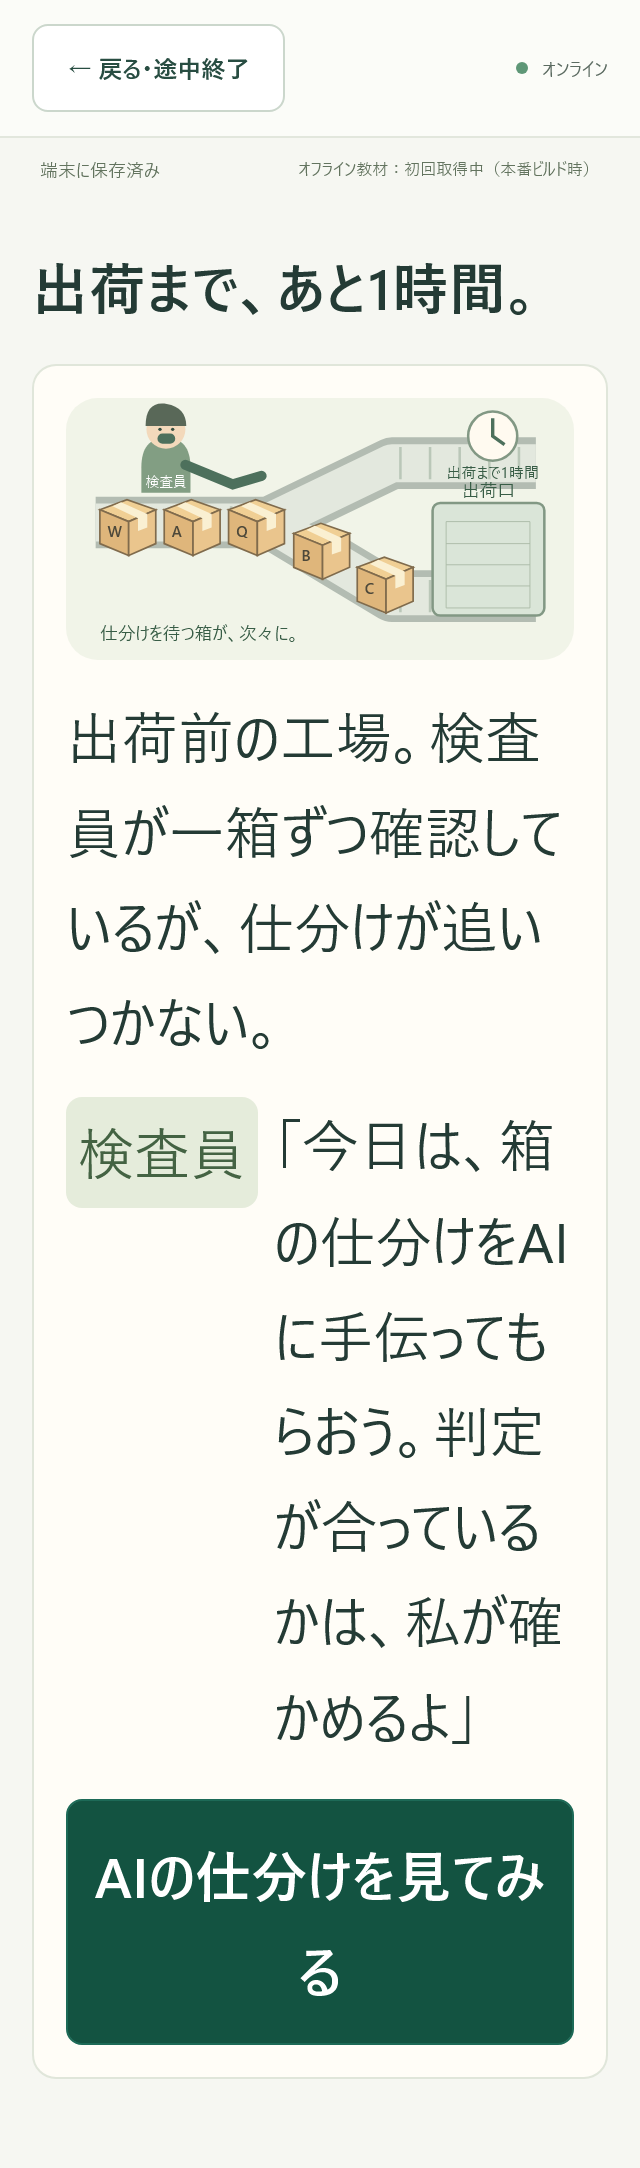 ← 戻る・途中終了
オンライン
端末に保存済み
オフライン教材：初回取得中（本番ビルド時）
出荷まで、あと1時間。
検査員
出荷まで1時間
出荷口
W
A
Q
B
C
仕分けを待つ箱が、次々に。
出荷前の工場。検査
員が一箱ずつ確認して
いるが、仕分けが追い
つかない。
検査員
「今日は、箱
の仕分けをAI
に手伝っても
らおう。判定
が合っている
かは、私が確
かめるよ」
AIの仕分けを見てみ
る